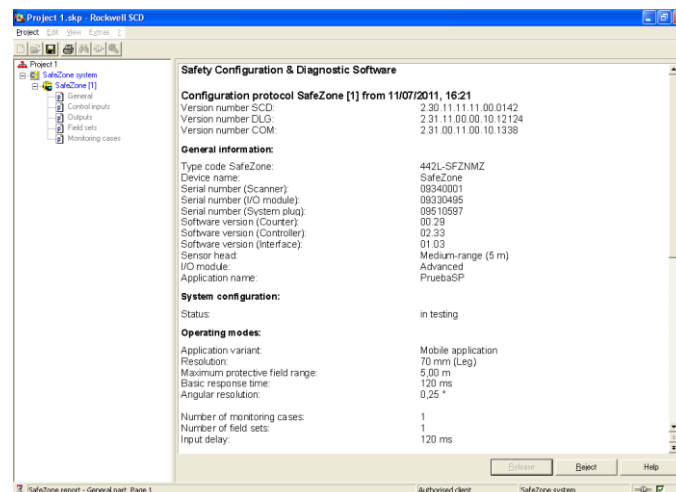 Project 1.skp - Rockwell SCD
Project Edit View Extras ?
Project 1
SafeZone system
SafeZone [1]
General
Control inputs
Outputs
Field sets
Monitoring cases
Safety Configuration & Diagnostic Software
Configuration protocol SafeZone [1] from 11/07/2011, 16:21
Version number SCD: 2.30.11.11.11.00.0142
Version number DLG: 2.31.11.00.00.10.12124
Version number COM: 2.31.00.11.00.10.1338
General information:
Type code SafeZone: 442L-SFZNMZ
Device name: SafeZone
Serial number (Scanner): 09340001
Serial number (I/O module): 09330495
Serial number (System plug): 09510597
Software version (Counter): 00.29
Software version (Controller): 02.33
Software version (Interface): 01.03
Sensor head: Medium-range (5 m)
I/O module: Advanced
Application name: PruebaSP
System configuration:
Status: in testing
Operating modes:
Application variant: Mobile application
Resolution: 70 mm (Leg)
Maximum protective field range: 5,00 m
Basic response time: 120 ms
Angular resolution: 0,25 °
Number of monitoring cases: 1
Number of field sets: 1
Input delay: 120 ms
Release Reject Help
SafeZone report - General part, Page 1 Authorised client SafeZone system